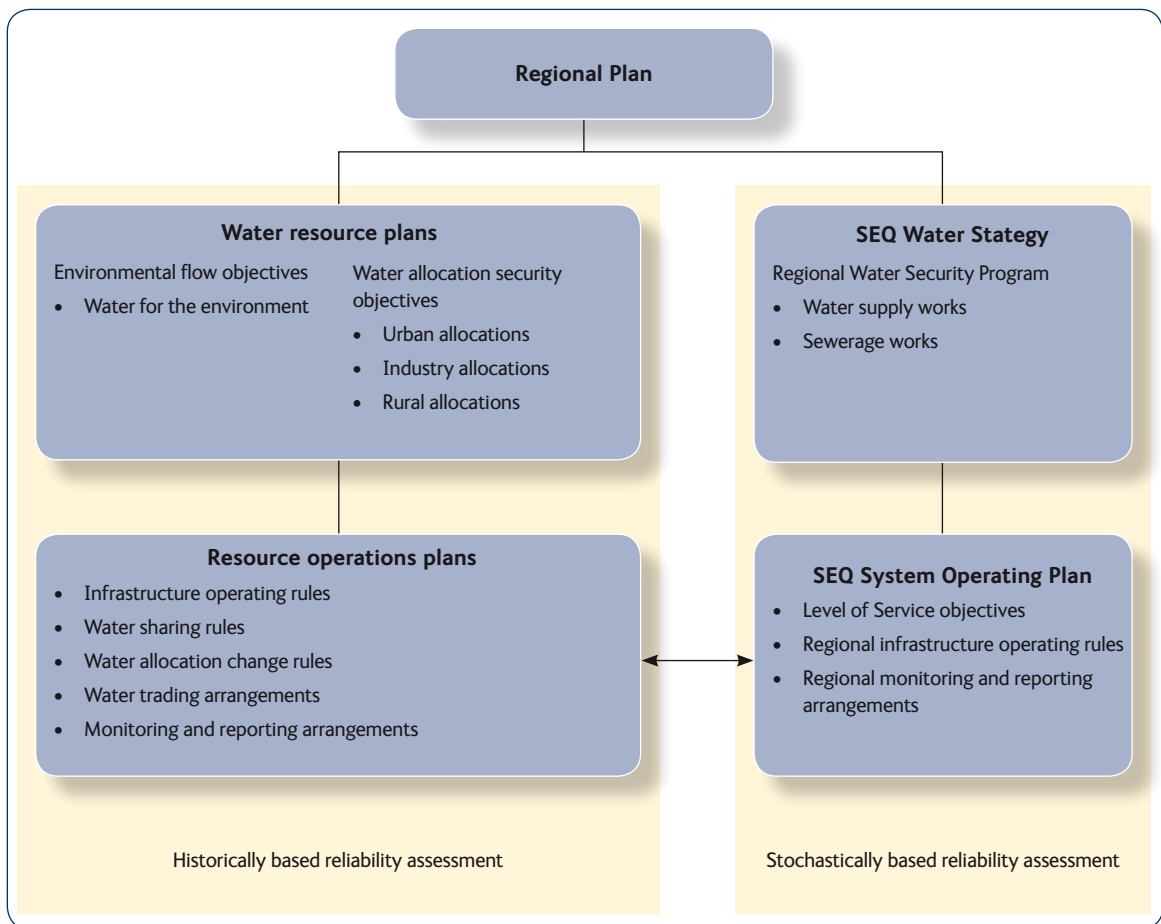 Regional Plan
Water resource plans
Environmental flow objectives
• Water for the environment
Water allocation security
objectives
• Urban allocations
• Industry allocations
• Rural allocations
SEQ Water Stategy
Regional Water Security Program
• Water supply works
• Sewerage works
Resource operations plans
• Infrastructure operating rules
• Water sharing rules
• Water allocation change rules
• Water trading arrangements
• Monitoring and reporting arrangements
SEQ System Operating Plan
• Level of Service objectives
• Regional infrastructure operating rules
• Regional monitoring and reporting
arrangements
Historically based reliability assessment
Stochastically based reliability assessment